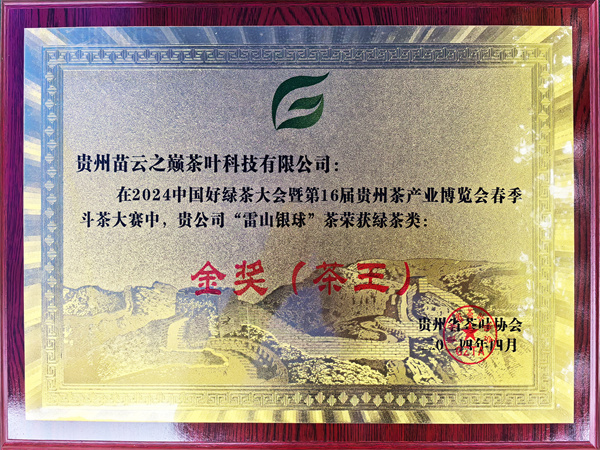 贵州苗云之巅茶叶科技有限公司：
在2024中国好绿茶大会暨第16届贵州茶产业博览会春季
斗茶大赛中，贵公司“雷山银球”茶荣获绿茶类：
金奖（茶王）
贵州省茶叶协会
二四年四月